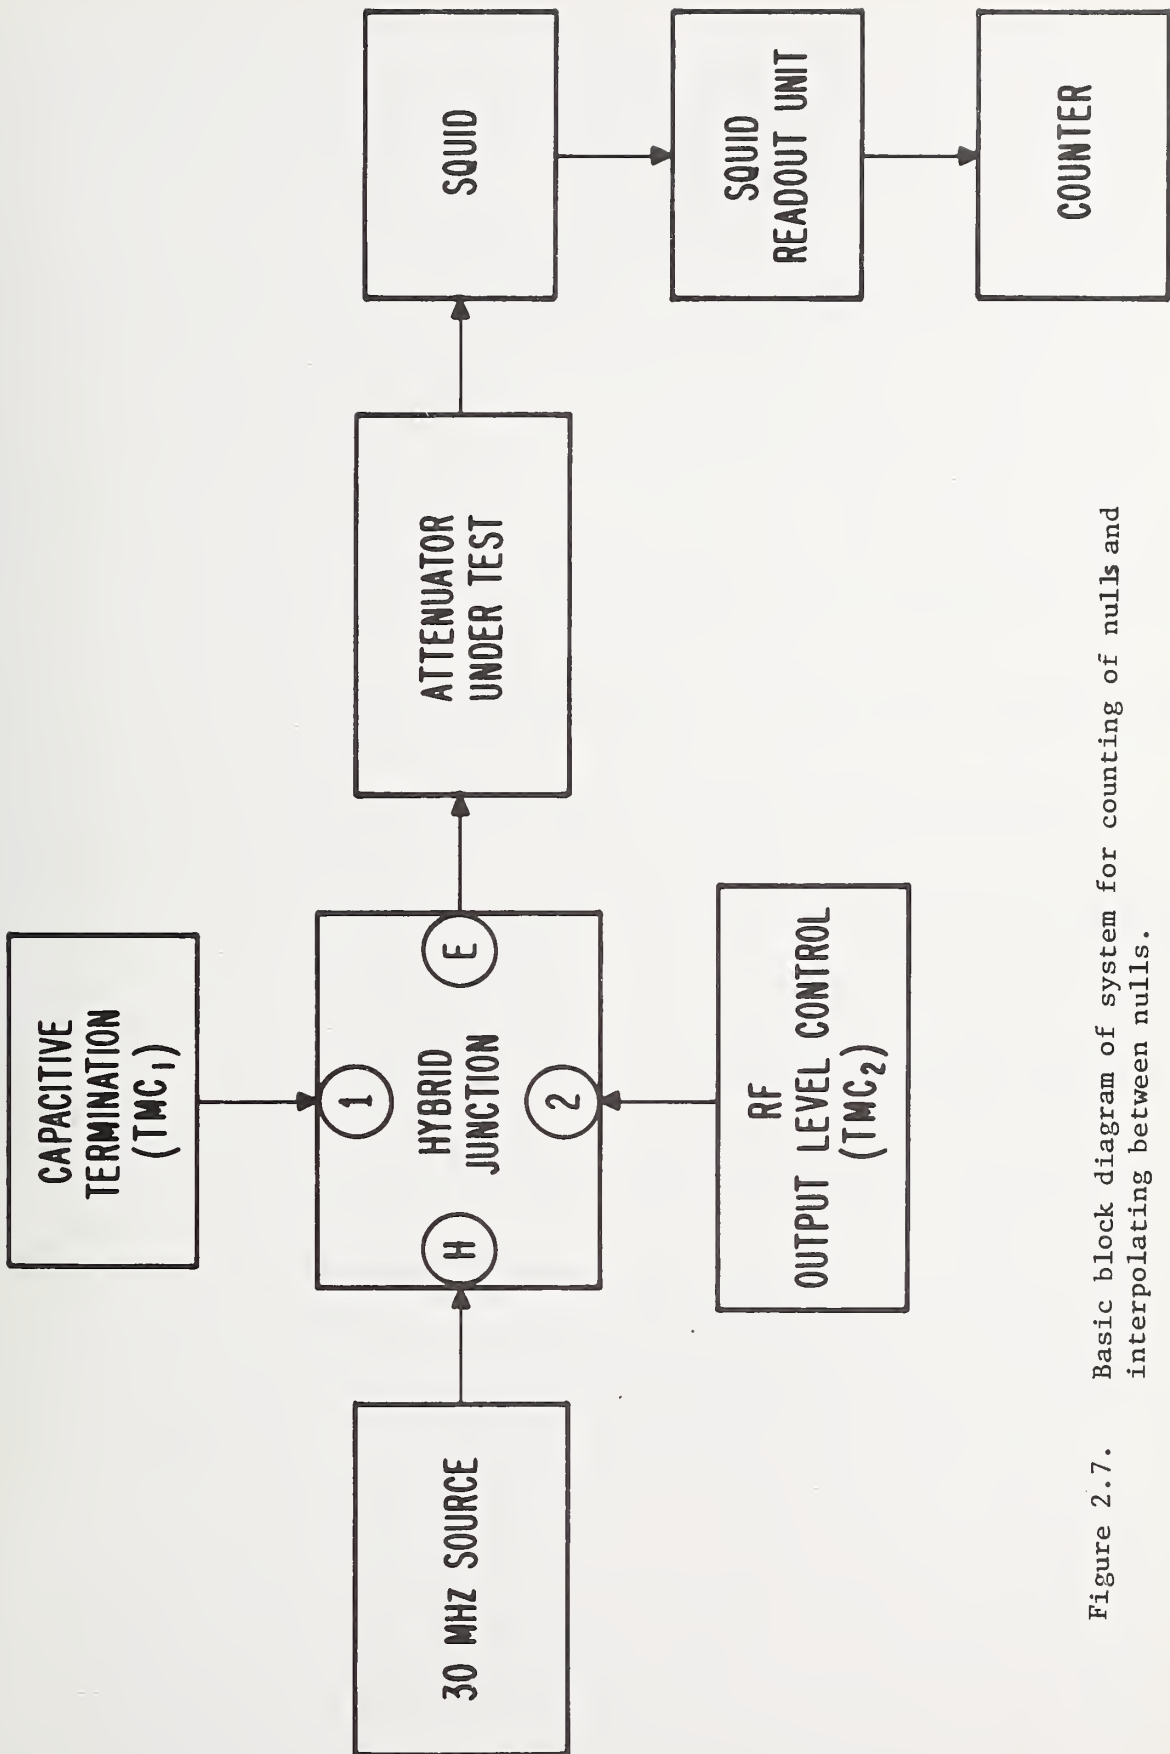 CAPACITIVE
TERMINATION
(TMC₁)
30 MHZ SOURCE
H
1
HYBRID
JUNCTION
2
E
RF
OUTPUT LEVEL CONTROL
(TMC₂)
ATTENUATOR
UNDER TEST
SQUID
SQUID
READOUT UNIT
COUNTER
Figure 2.7. Basic block diagram of system for counting of nulls and
interpolating between nulls.